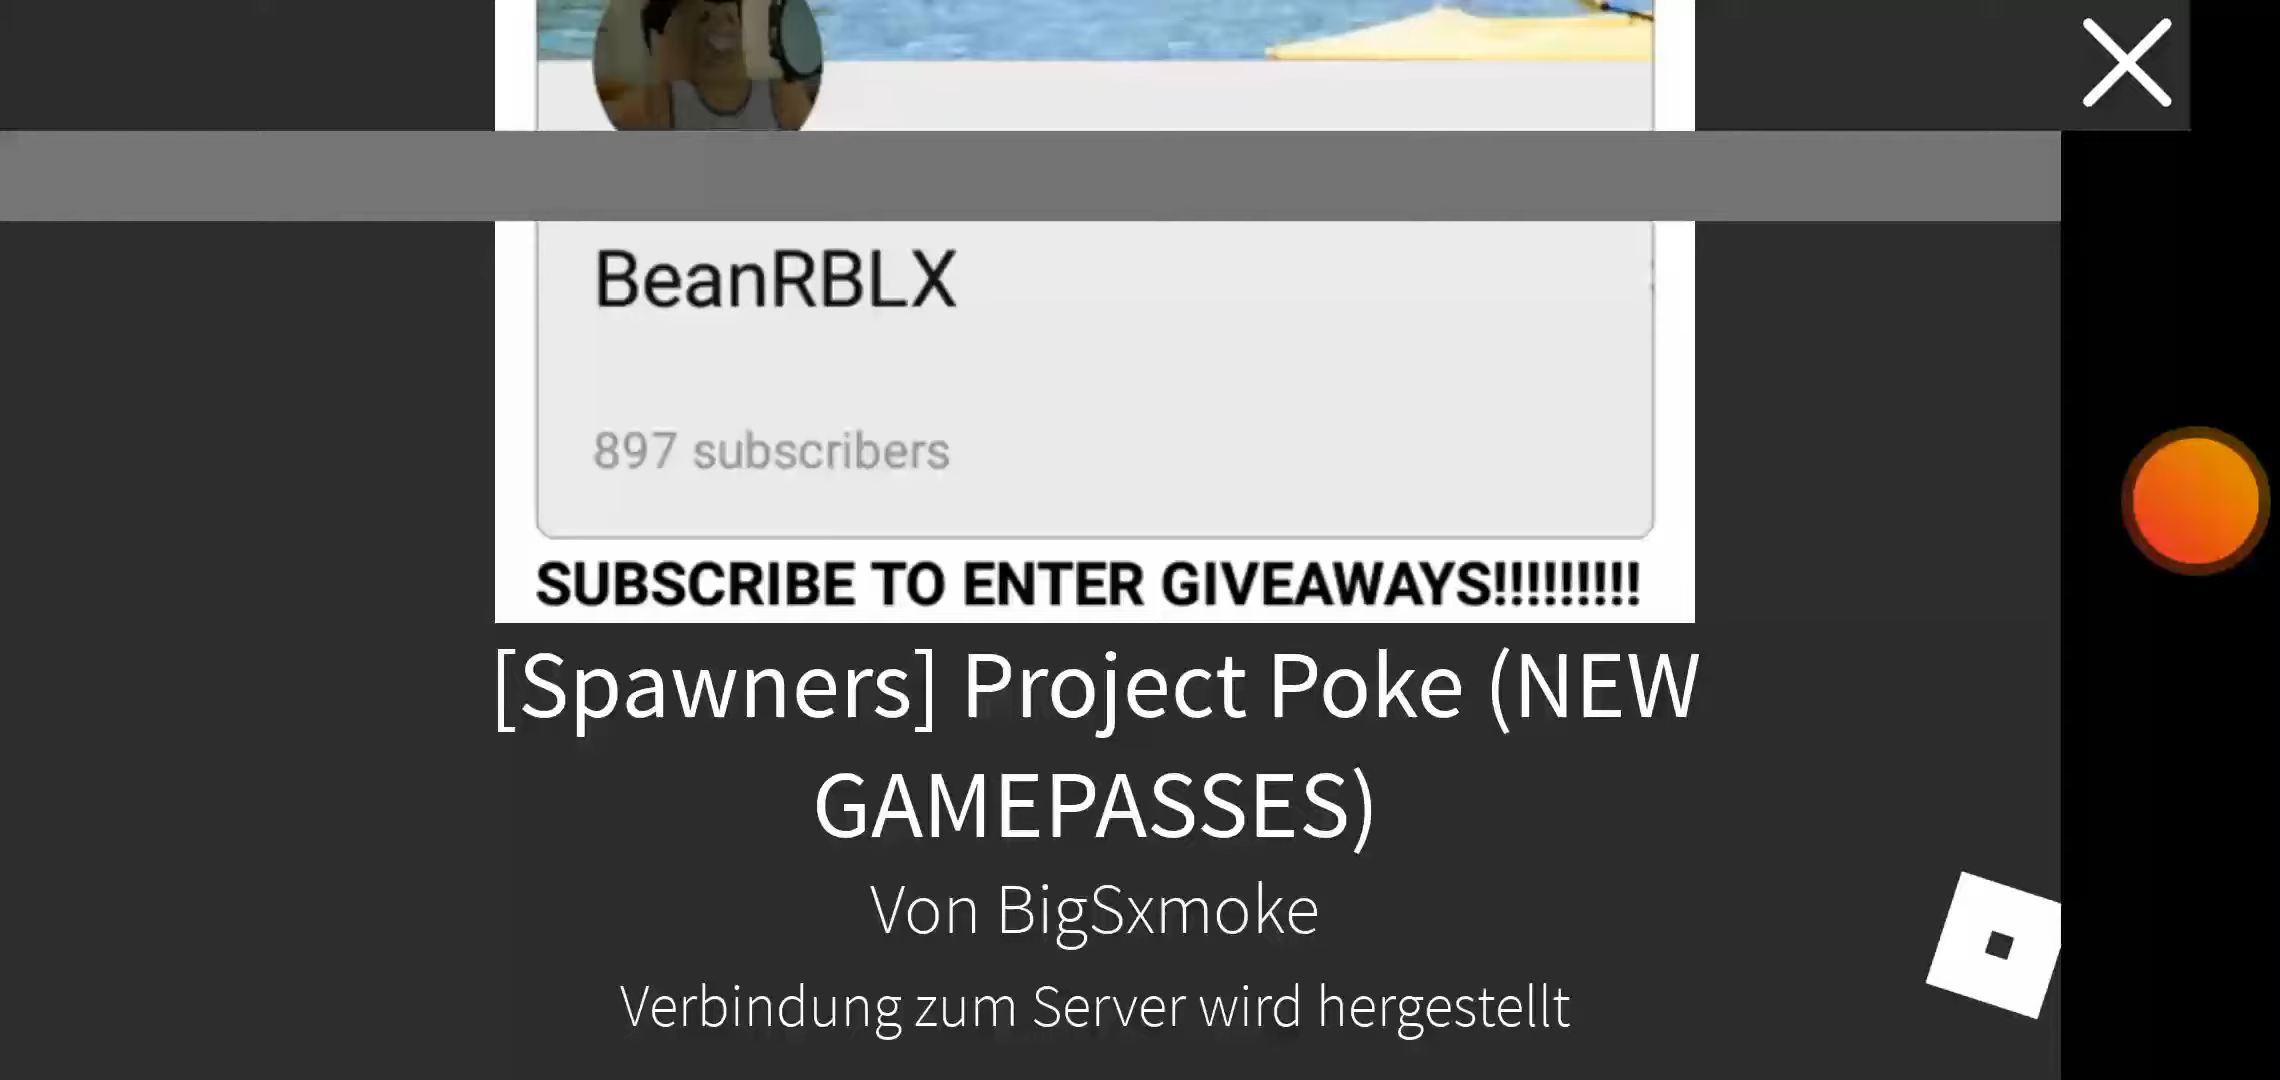 BeanRBLX
897 subscribers
SUBSCRIBE TO ENTER GIVEAWAYS!!!!!!!!!
[Spawners] Project Poke (NEW
GAMEPASSES)
Von BigSxmoke
Verbindung zum Server wird hergestellt